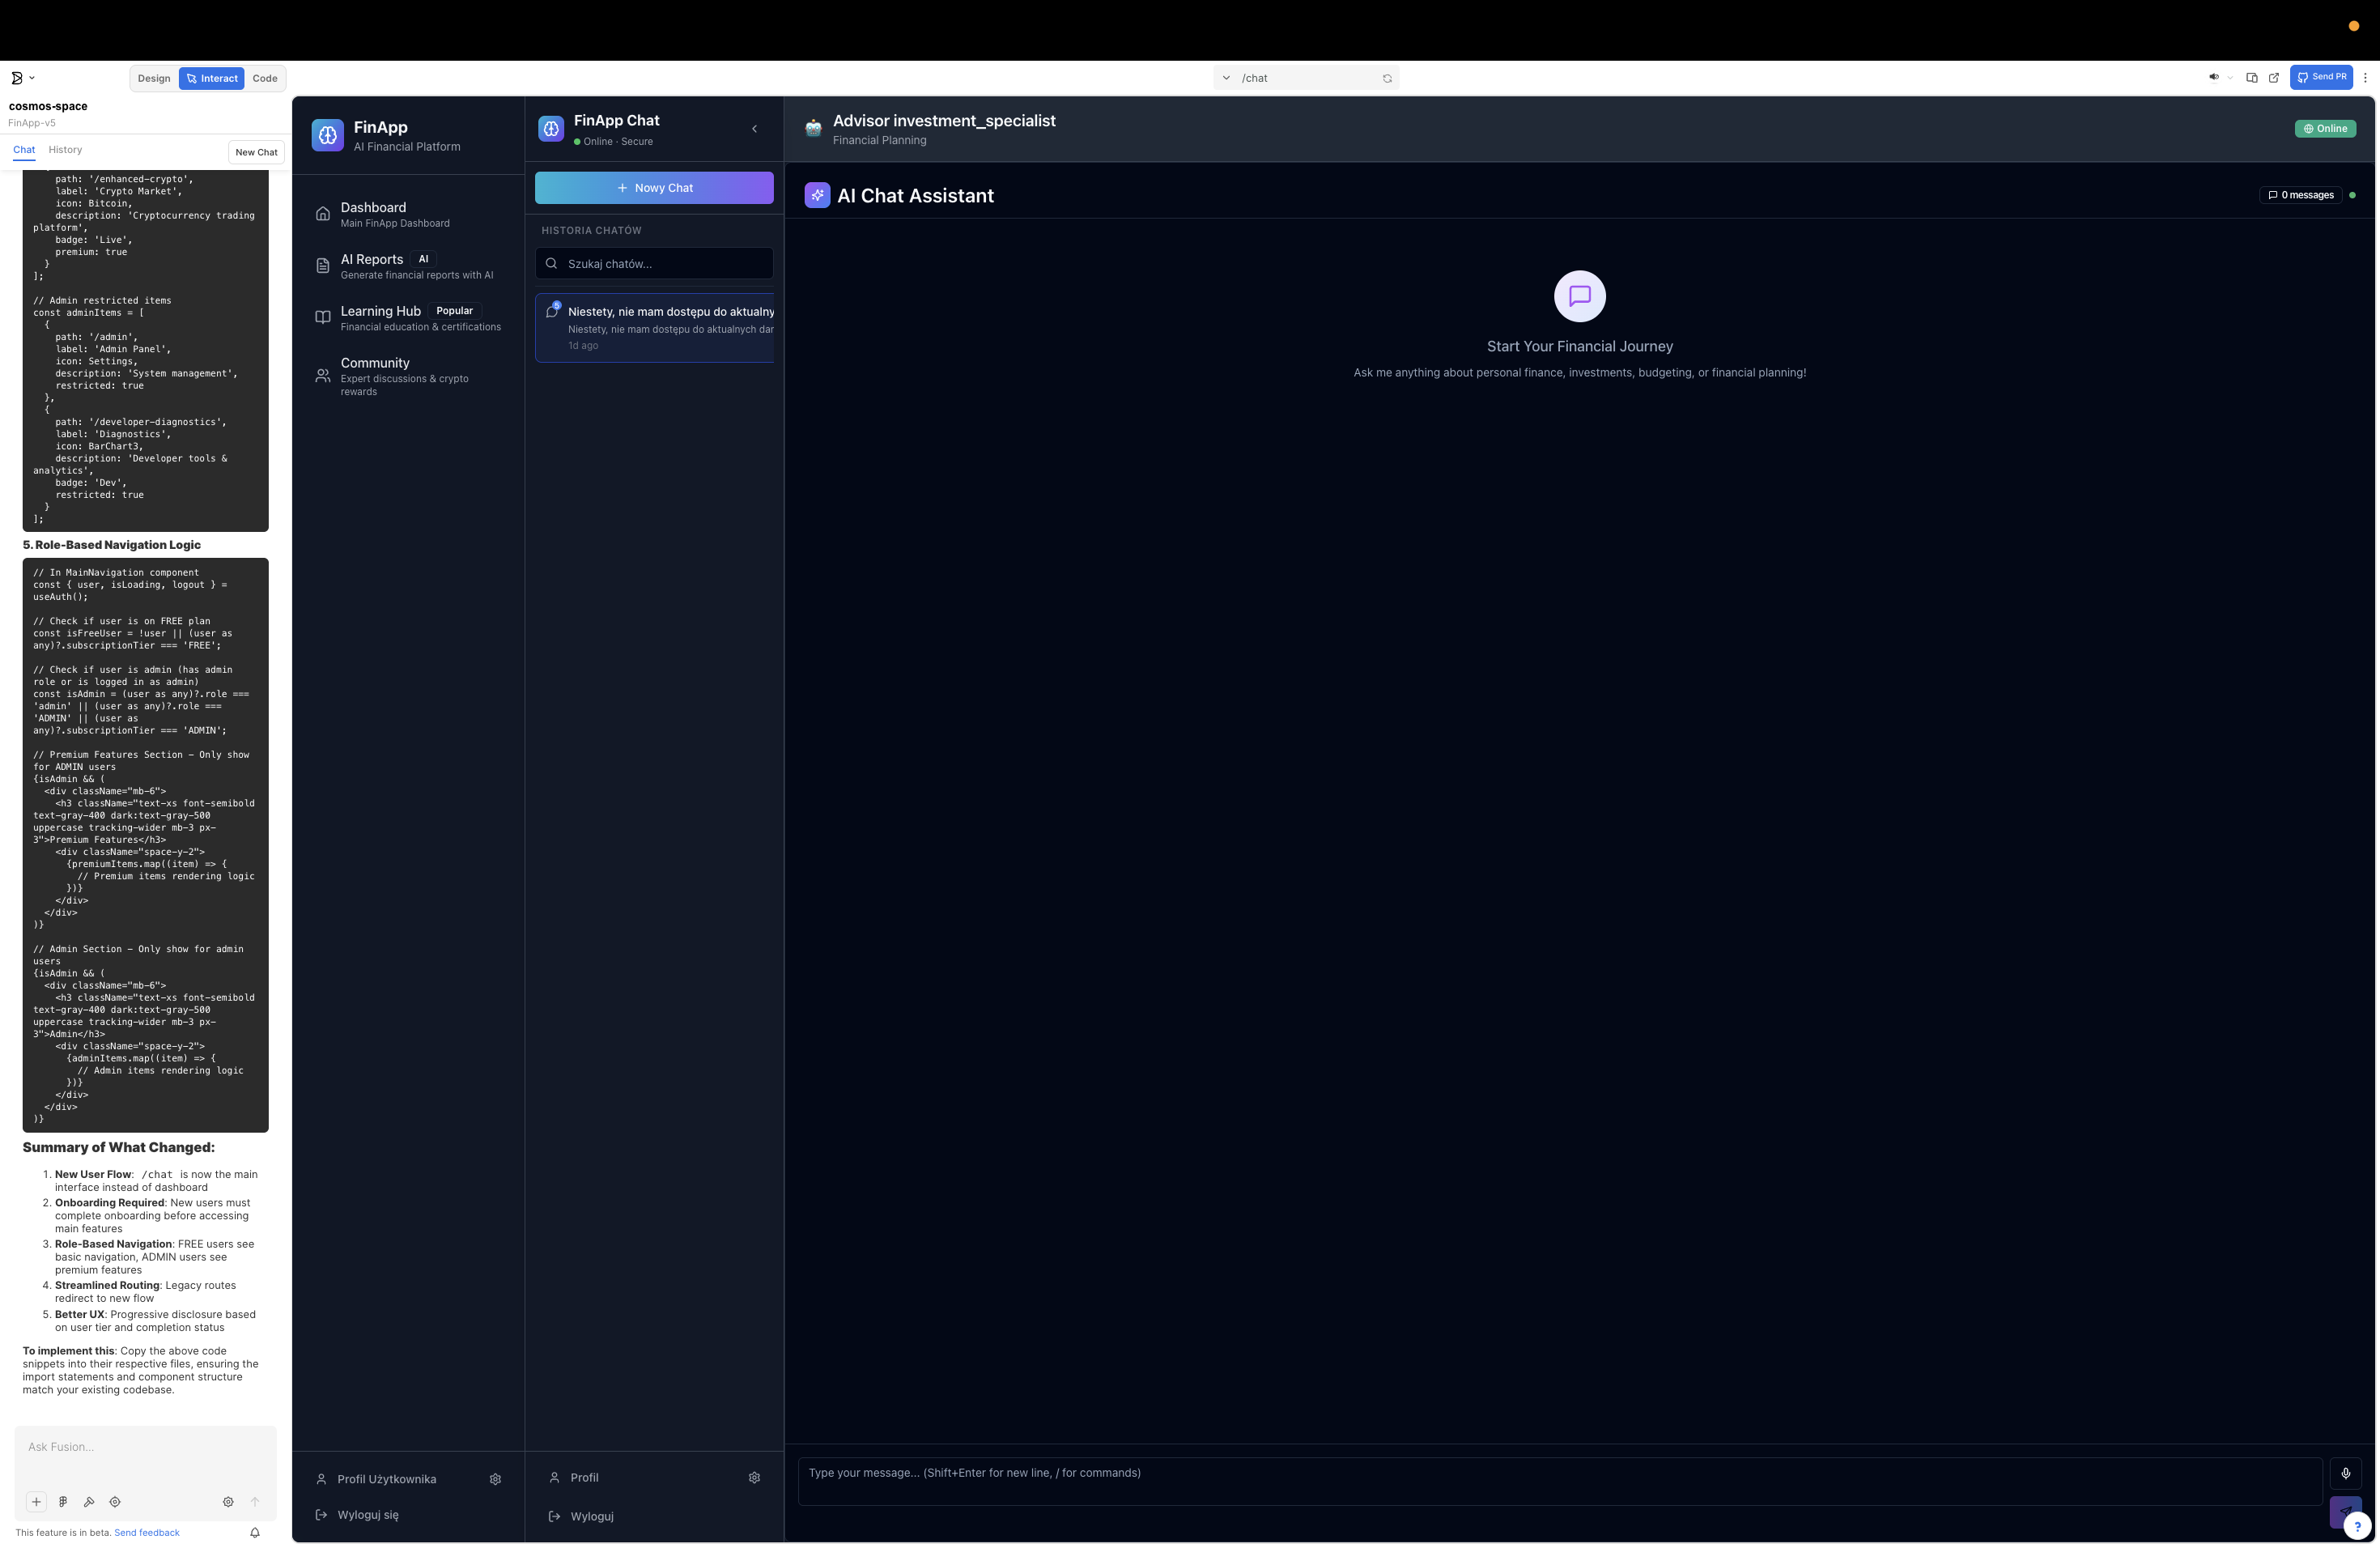 Design
Interact
Code
/chat
Send PR
cosmos-space
FinApp-v5
Chat
History
New Chat
path: '/enhanced-crypto',
label: 'Crypto Market',
icon: Bitcoin,
description: 'Cryptocurrency trading
platform',
badge: 'Live',
premium: true
}
];
// Admin restricted items
const adminItems = [
{
path: '/admin',
label: 'Admin Panel',
icon: Settings,
description: 'System management',
restricted: true
},
{
path: '/developer-diagnostics',
label: 'Diagnostics',
icon: BarChart3,
description: 'Developer tools &
analytics',
badge: 'Dev',
restricted: true
}
];
5. Role-Based Navigation Logic
// In MainNavigation component
const { user, isLoading, logout } =
useAuth();
// Check if user is on FREE plan
const isFreeUser = !user || (user as
any)?.subscriptionTier === 'FREE';
// Check if user is admin (has admin
role or is logged in as admin)
const isAdmin = (user as any)?.role ===
'admin' || (user as any)?.role ===
'ADMIN' || (user as
any)?.subscriptionTier === 'ADMIN';
// Premium Features Section - Only show
for ADMIN users
{isAdmin && (
<div className="mb-6">
<h3 className="text-xs font-semibold
text-gray-400 dark:text-gray-500
uppercase tracking-wider mb-3 px-
3">Premium Features</h3>
<div className="space-y-2">
{premiumItems.map((item) => {
// Premium items rendering logic
})}
</div>
</div>
)}
// Admin Section - Only show for admin
users
{isAdmin && (
<div className="mb-6">
<h3 className="text-xs font-semibold
text-gray-400 dark:text-gray-500
uppercase tracking-wider mb-3 px-
3">Admin</h3>
<div className="space-y-2">
{adminItems.map((item) => {
// Admin items rendering logic
})}
</div>
</div>
)}
Summary of What Changed:
1. New User Flow: /chat is now the main
interface instead of dashboard
2. Onboarding Required: New users must
complete onboarding before accessing
main features
3. Role-Based Navigation: FREE users see
basic navigation, ADMIN users see
premium features
4. Streamlined Routing: Legacy routes
redirect to new flow
5. Better UX: Progressive disclosure based
on user tier and completion status
To implement this: Copy the above code
snippets into their respective files, ensuring the
import statements and component structure
match your existing codebase.
Ask Fusion...
This feature is in beta. Send feedback
FinApp
AI Financial Platform
Dashboard
Main FinApp Dashboard
AI Reports
AI
Generate financial reports with AI
Learning Hub
Popular
Financial education & certifications
Community
Expert discussions & crypto
rewards
Profil Użytkownika
Wyloguj się
FinApp Chat
Online · Secure
+ Nowy Chat
HISTORIA CHATÓW
Szukaj chatów...
5
Niestety, nie mam dostępu do aktualny
Niestety, nie mam dostępu do aktualnych dar
1d ago
Profil
Wyloguj
Advisor investment_specialist
Financial Planning
Online
AI Chat Assistant
0 messages
Start Your Financial Journey
Ask me anything about personal finance, investments, budgeting, or financial planning!
Type your message... (Shift+Enter for new line, / for commands)
?